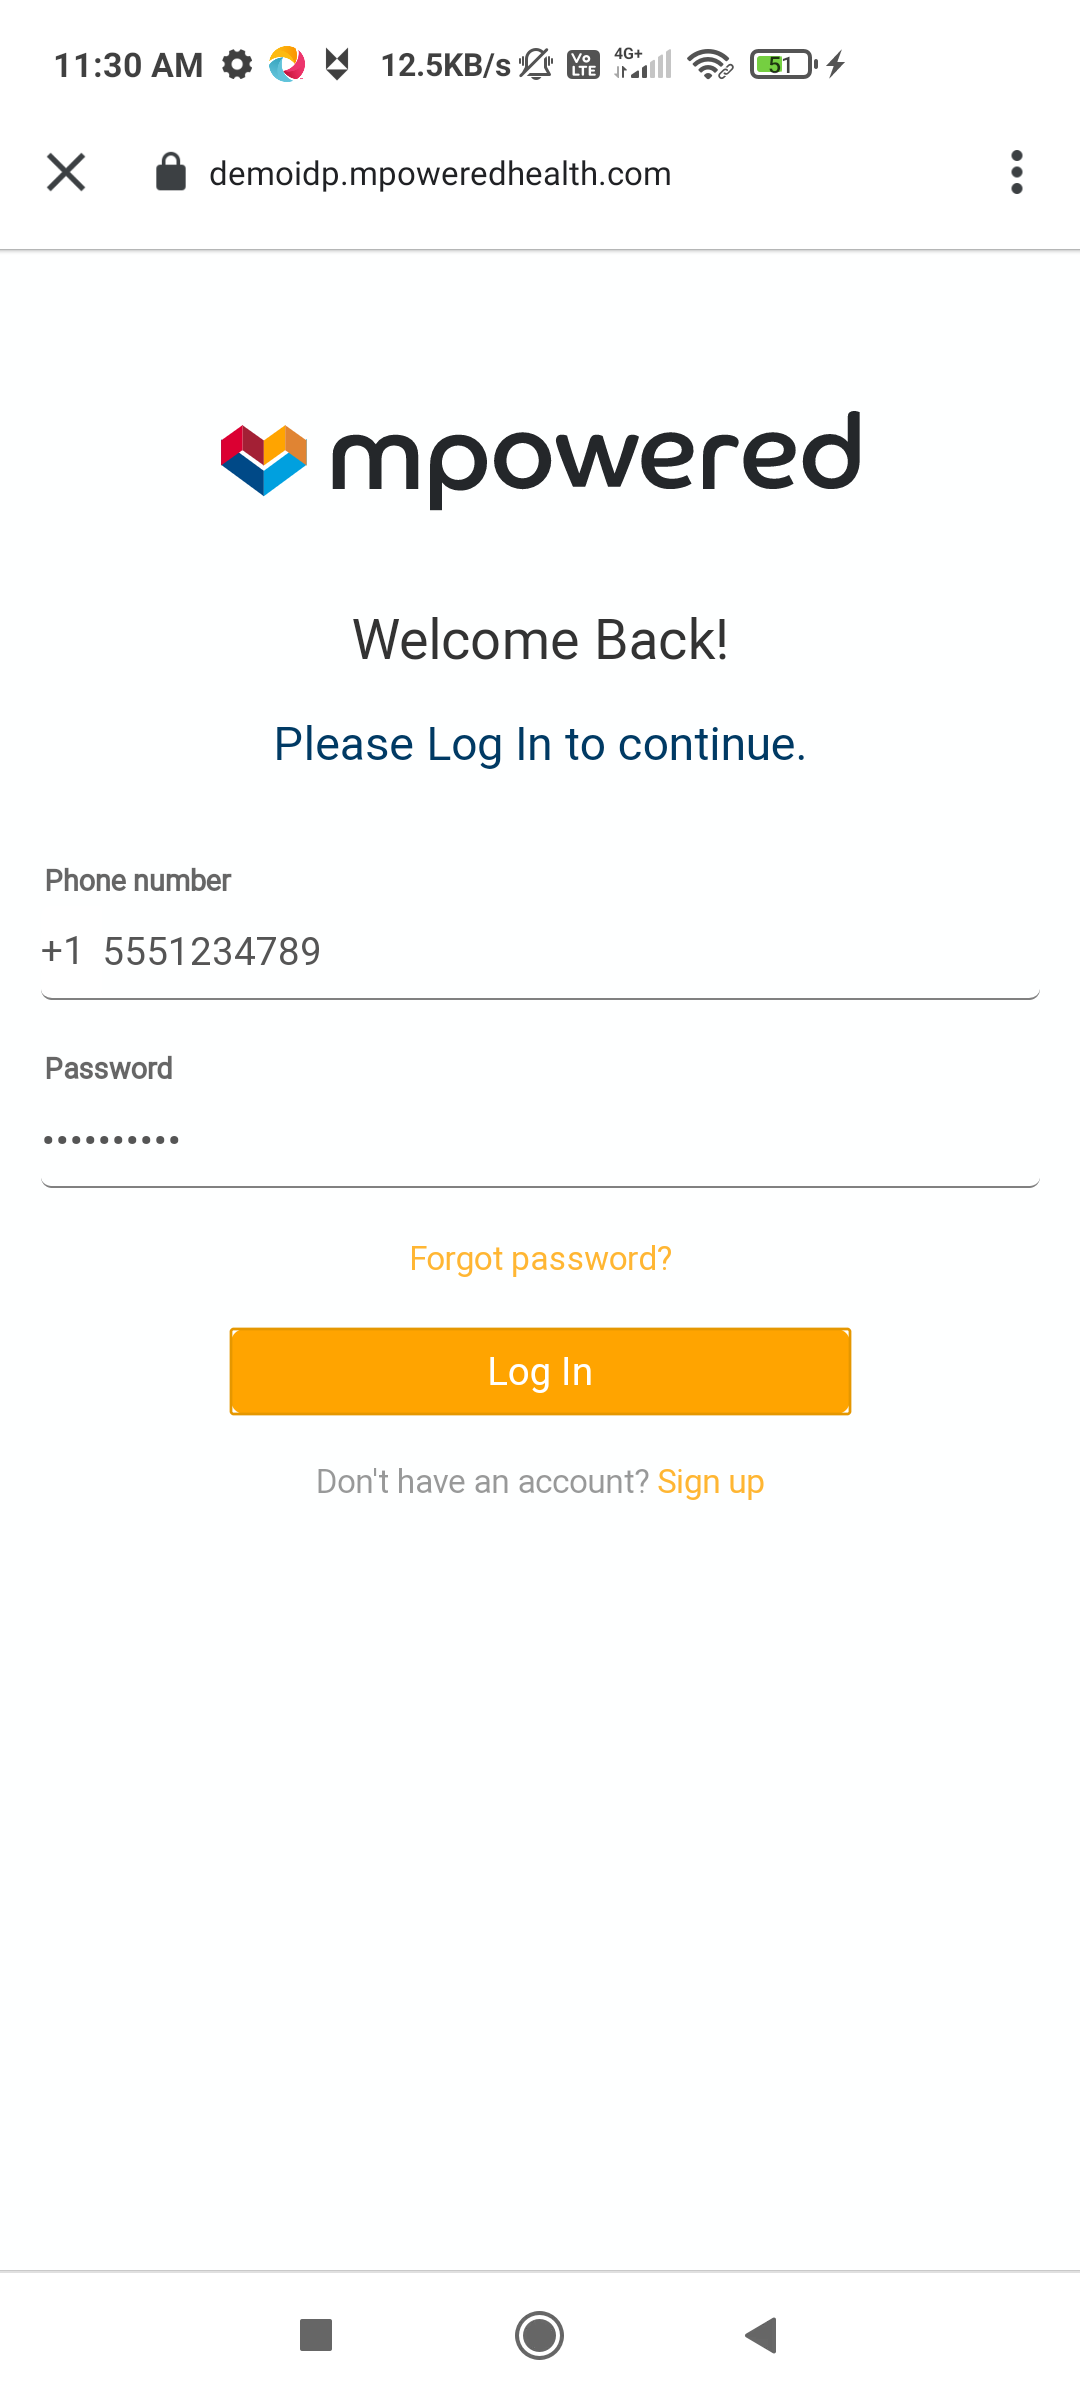 11:30 AM 12.5KB/s Vo LTE 4G+ 51
demoidp.mpoweredhealth.com
mpowered
Welcome Back!
Please Log In to continue.
Phone number
+1 5551234789
Password
••••••••••
Forgot password?
Log In
Don't have an account? Sign up